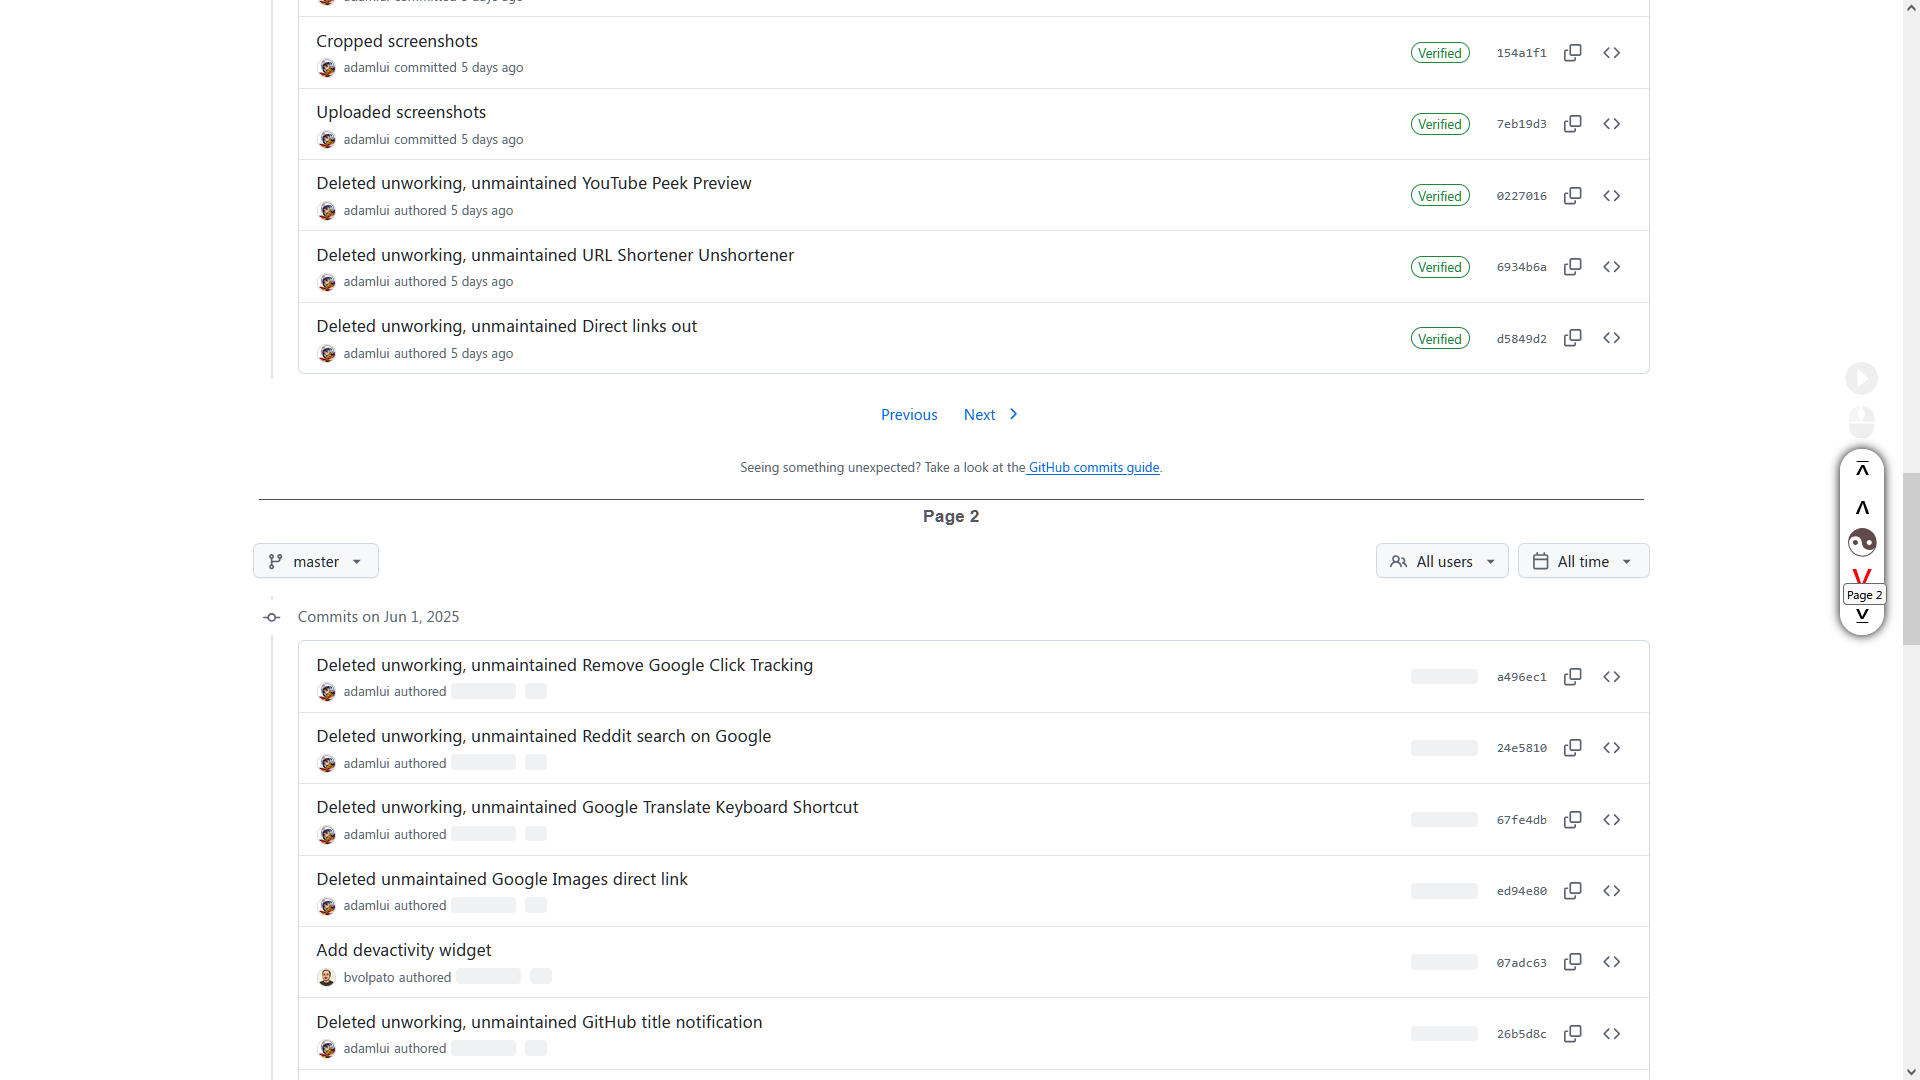 Cropped screenshots
adamlui committed 5 days ago
Verified
154a1f1
Uploaded screenshots
adamlui committed 5 days ago
Verified
7eb19d3
Deleted unworking, unmaintained YouTube Peek Preview
adamlui authored 5 days ago
Verified
0227016
Deleted unworking, unmaintained URL Shortener Unshortener
adamlui authored 5 days ago
Verified
6934b6a
Deleted unworking, unmaintained Direct links out
adamlui authored 5 days ago
Verified
d5849d2
Previous Next
Seeing something unexpected? Take a look at the GitHub commits guide.
Page 2
master
All users
All time
Page 2
Commits on Jun 1, 2025
Deleted unworking, unmaintained Remove Google Click Tracking
adamlui authored
a496ec1
Deleted unworking, unmaintained Reddit search on Google
adamlui authored
24e5810
Deleted unworking, unmaintained Google Translate Keyboard Shortcut
adamlui authored
67fe4db
Deleted unmaintained Google Images direct link
adamlui authored
ed94e80
Add devactivity widget
bvolpato authored
07adc63
Deleted unworking, unmaintained GitHub title notification
adamlui authored
26b5d8c